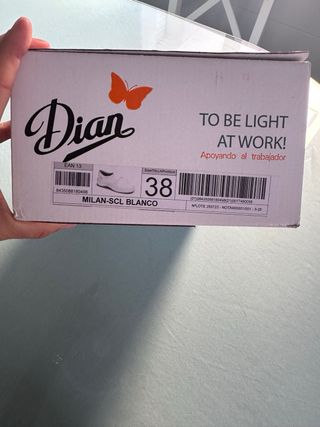 Dian
TO BE LIGHT
AT WORK!
Apoyando al trabajador
EAN 13
38
MILAN-SCL BLANCO